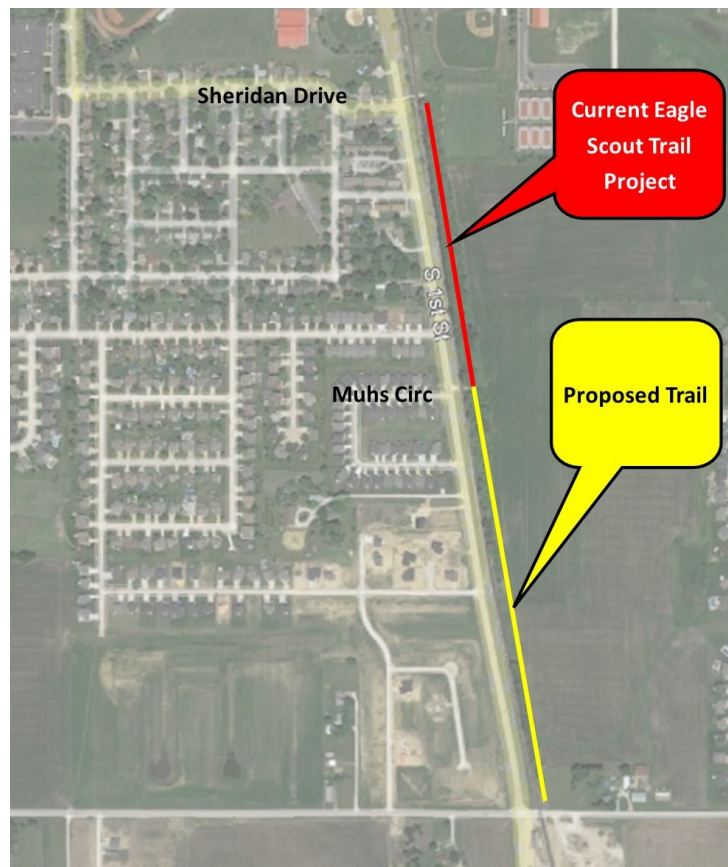 Sheridan Drive
Current Eagle
Scout Trail
Project
S 1st St
Muhs Circ
Proposed Trail